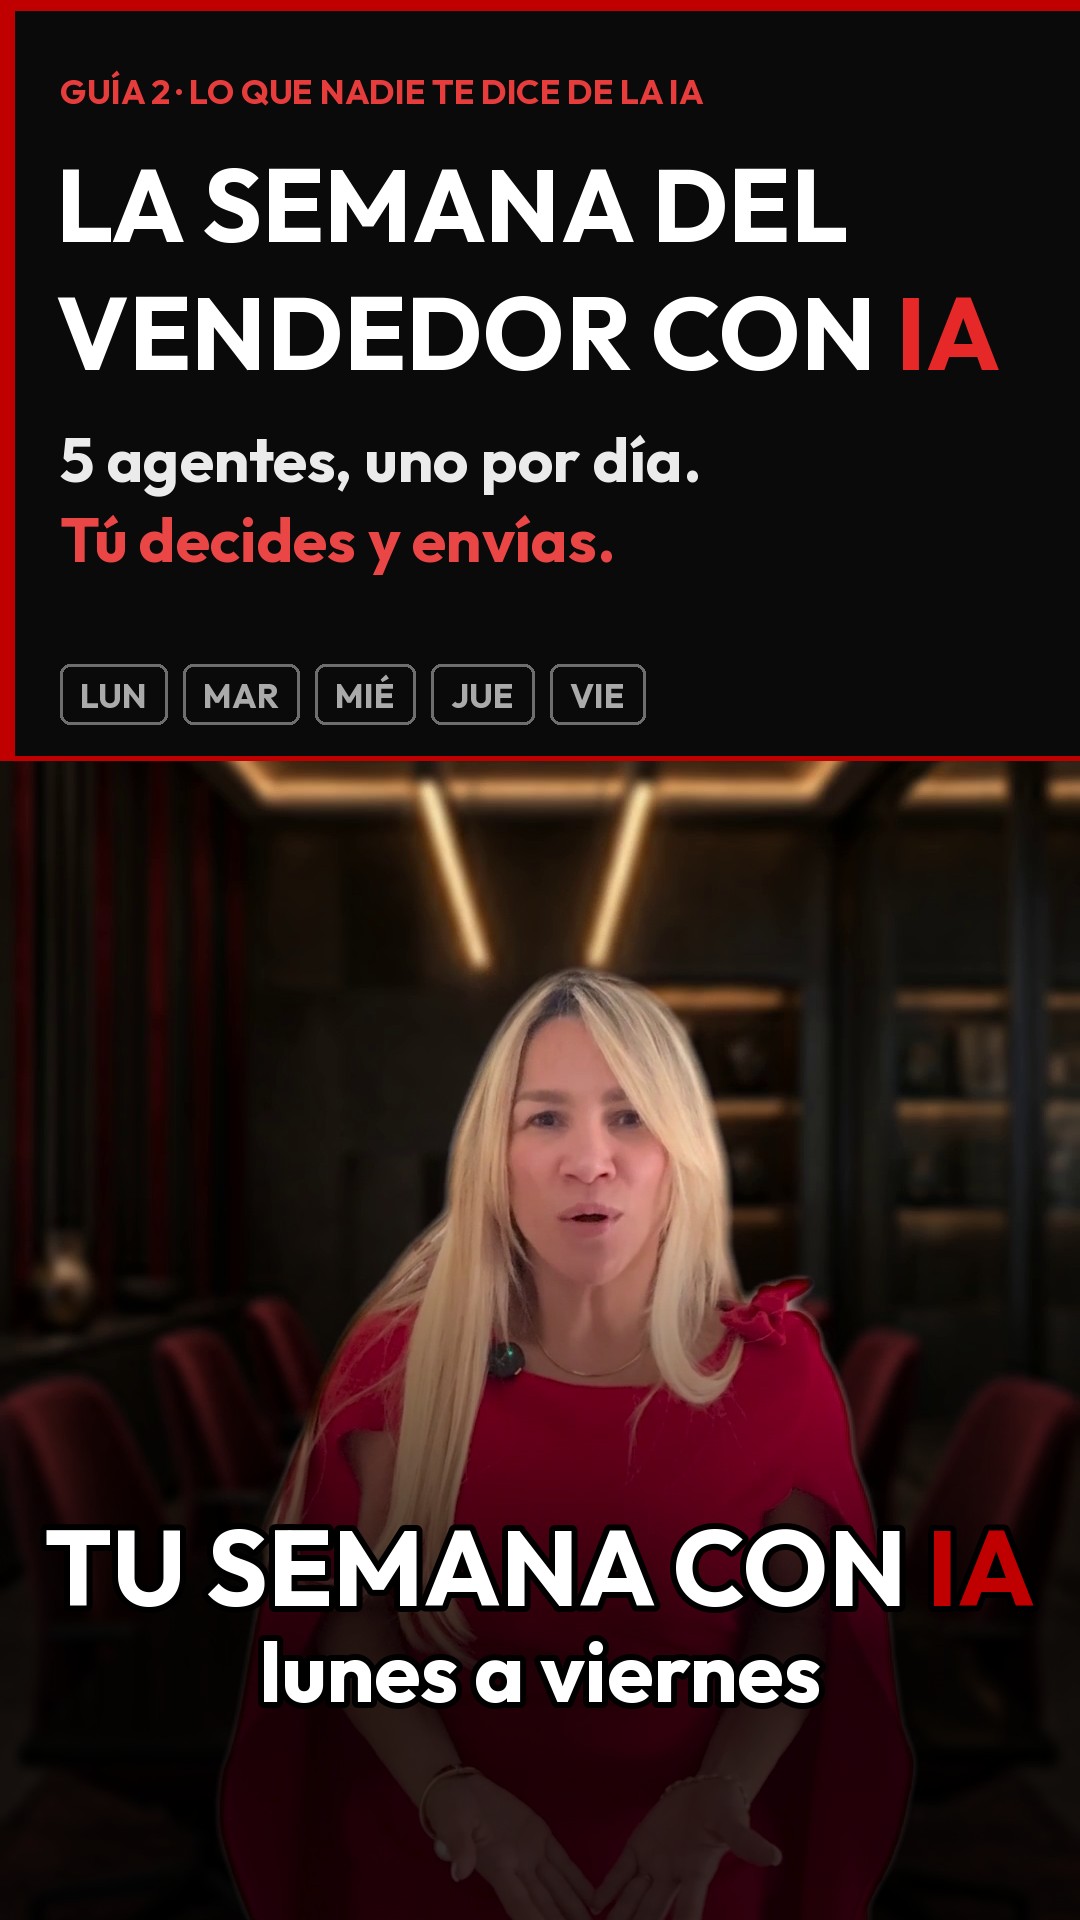 GUÍA 2 · LO QUE NADIE TE DICE DE LA IA
LA SEMANA DEL
VENDEDOR CON IA
5 agentes, uno por día.
Tú decides y envías.
LUN MAR MIÉ JUE VIE
TU SEMANA CON IA
lunes a viernes